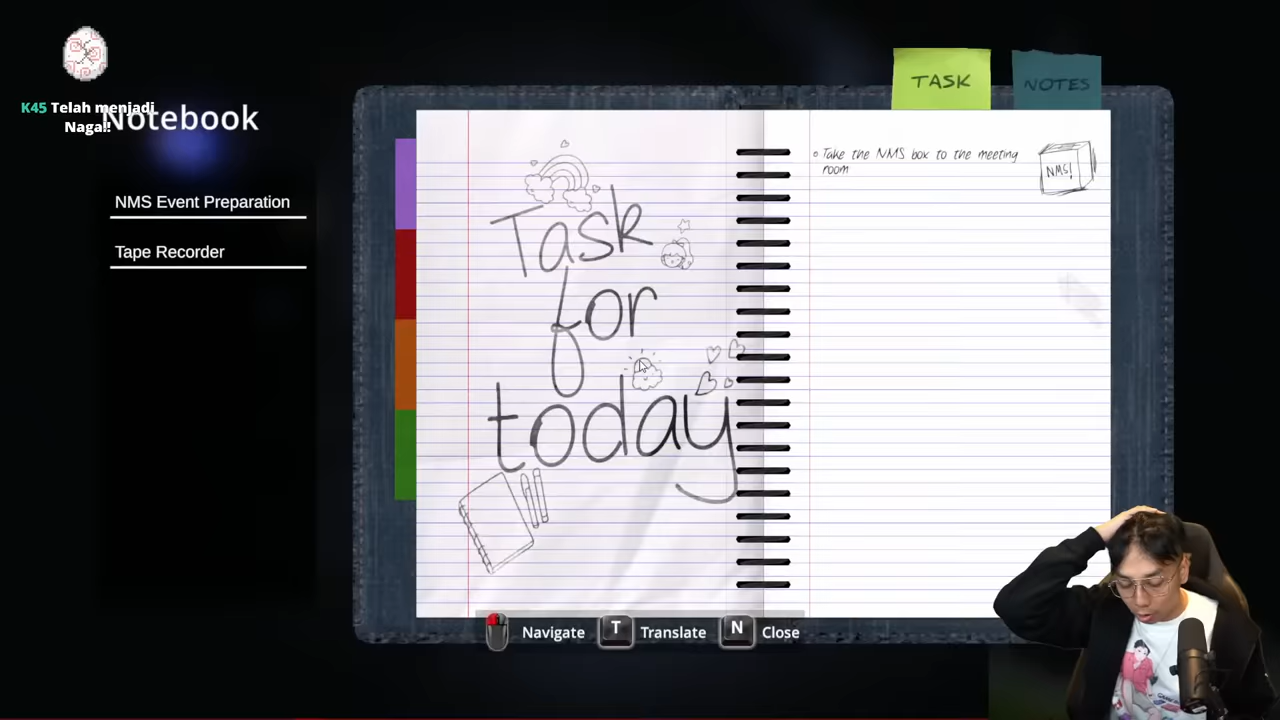 K45 Telah menjadi
Naga!!
Notebook
NMS Event Preparation
Tape Recorder
TASK
NOTES
Task
for
today
Take the NMS box to the meeting
room
NMS!
Navigate
T
Translate
N
Close